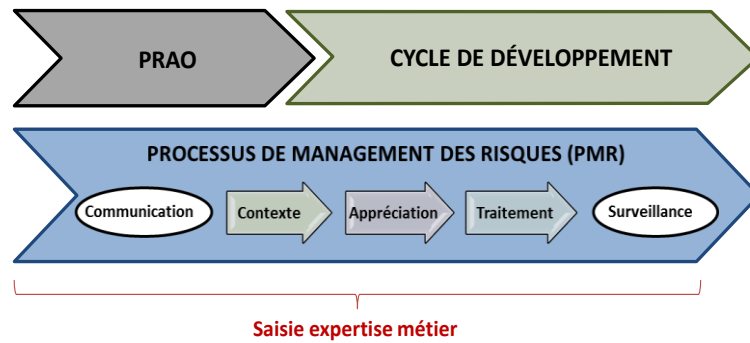 PRAO
CYCLE DE DÉVELOPPEMENT
PROCESSUS DE MANAGEMENT DES RISQUES (PMR)
Communication
Contexte
Appréciation
Traitement
Surveillance
Saisie expertise métier